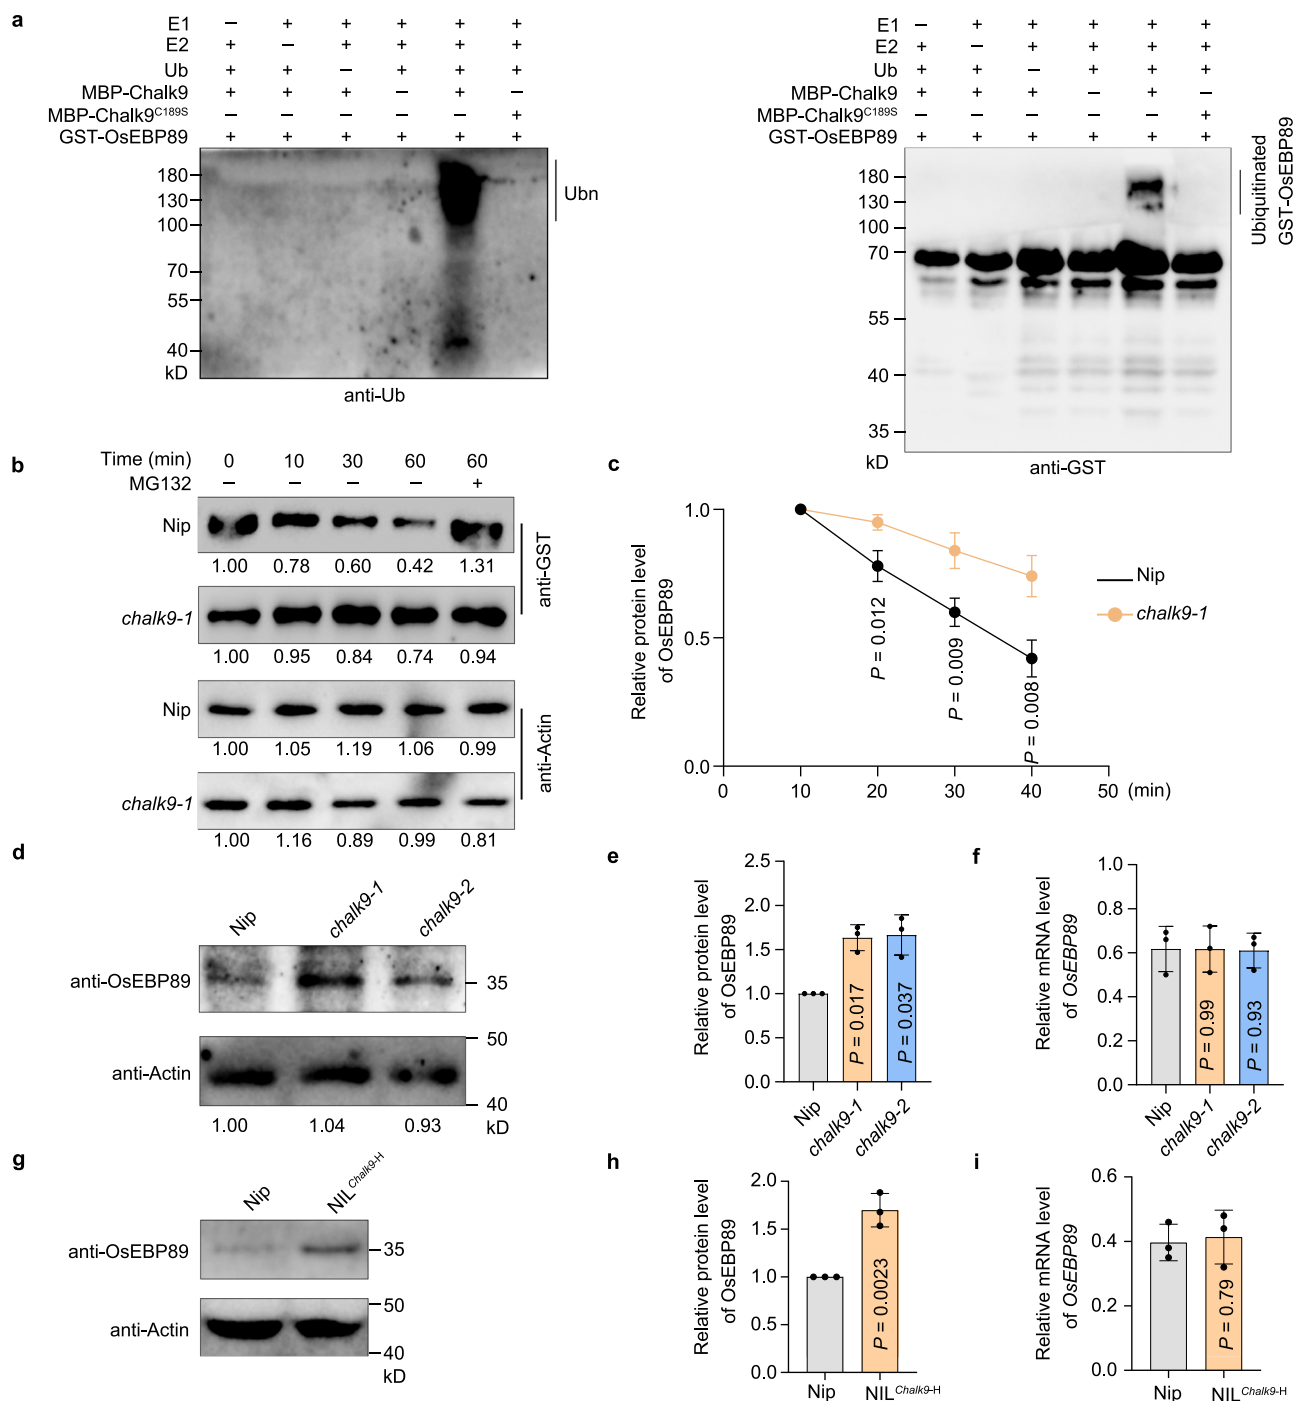 a
E1 – + + + + +
E2 + – + + + +
Ub + + – + + +
MBP-Chalk9 + + + – + –
MBP-Chalk9C189S – – – – – +
GST-OsEBP89 + + + + + +
180
130
100
70
55
40
kD
Ubn
anti-Ub
E1 – + + + + +
E2 + – + + + +
Ub + + – + + +
MBP-Chalk9 + + + – + –
MBP-Chalk9C189S – – – – – +
GST-OsEBP89 + + + + + +
180
130
100
70
55
40
35
kD
Ubiquitinated
GST-OsEBP89
anti-GST
b
Time (min) 0 10 30 60 60
MG132 – – – – +
Nip
1.00 0.78 0.60 0.42 1.31
chalk9-1
1.00 0.95 0.84 0.74 0.94
anti-GST
Nip
1.00 1.05 1.19 1.06 0.99
chalk9-1
1.00 1.16 0.89 0.99 0.81
anti-Actin
c
Relative protein level
of OsEBP89
1.0
0.5
0.0
0 10 20 30 40 50 (min)
P = 0.012
P = 0.009
P = 0.008
Nip
chalk9-1
d
Nip chalk9-1 chalk9-2
anti-OsEBP89
35
50
anti-Actin
40
1.00 1.04 0.93 kD
e
Relative protein level
of OsEBP89
2.5
2.0
1.5
1.0
0.5
0.0
P = 0.017
P = 0.037
Nip chalk9-1 chalk9-2
f
Relative mRNA level
of OsEBP89
1.0
0.8
0.6
0.4
0.2
0.0
P = 0.99
P = 0.93
Nip chalk9-1 chalk9-2
g
Nip NILChalk9-H
anti-OsEBP89
35
50
anti-Actin
40
kD
h
Relative protein level
of OsEBP89
2.0
1.5
1.0
0.5
0.0
P = 0.0023
Nip NILChalk9-H
i
Relative mRNA level
of OsEBP89
0.6
0.4
0.2
0.0
P = 0.79
Nip NILChalk9-H